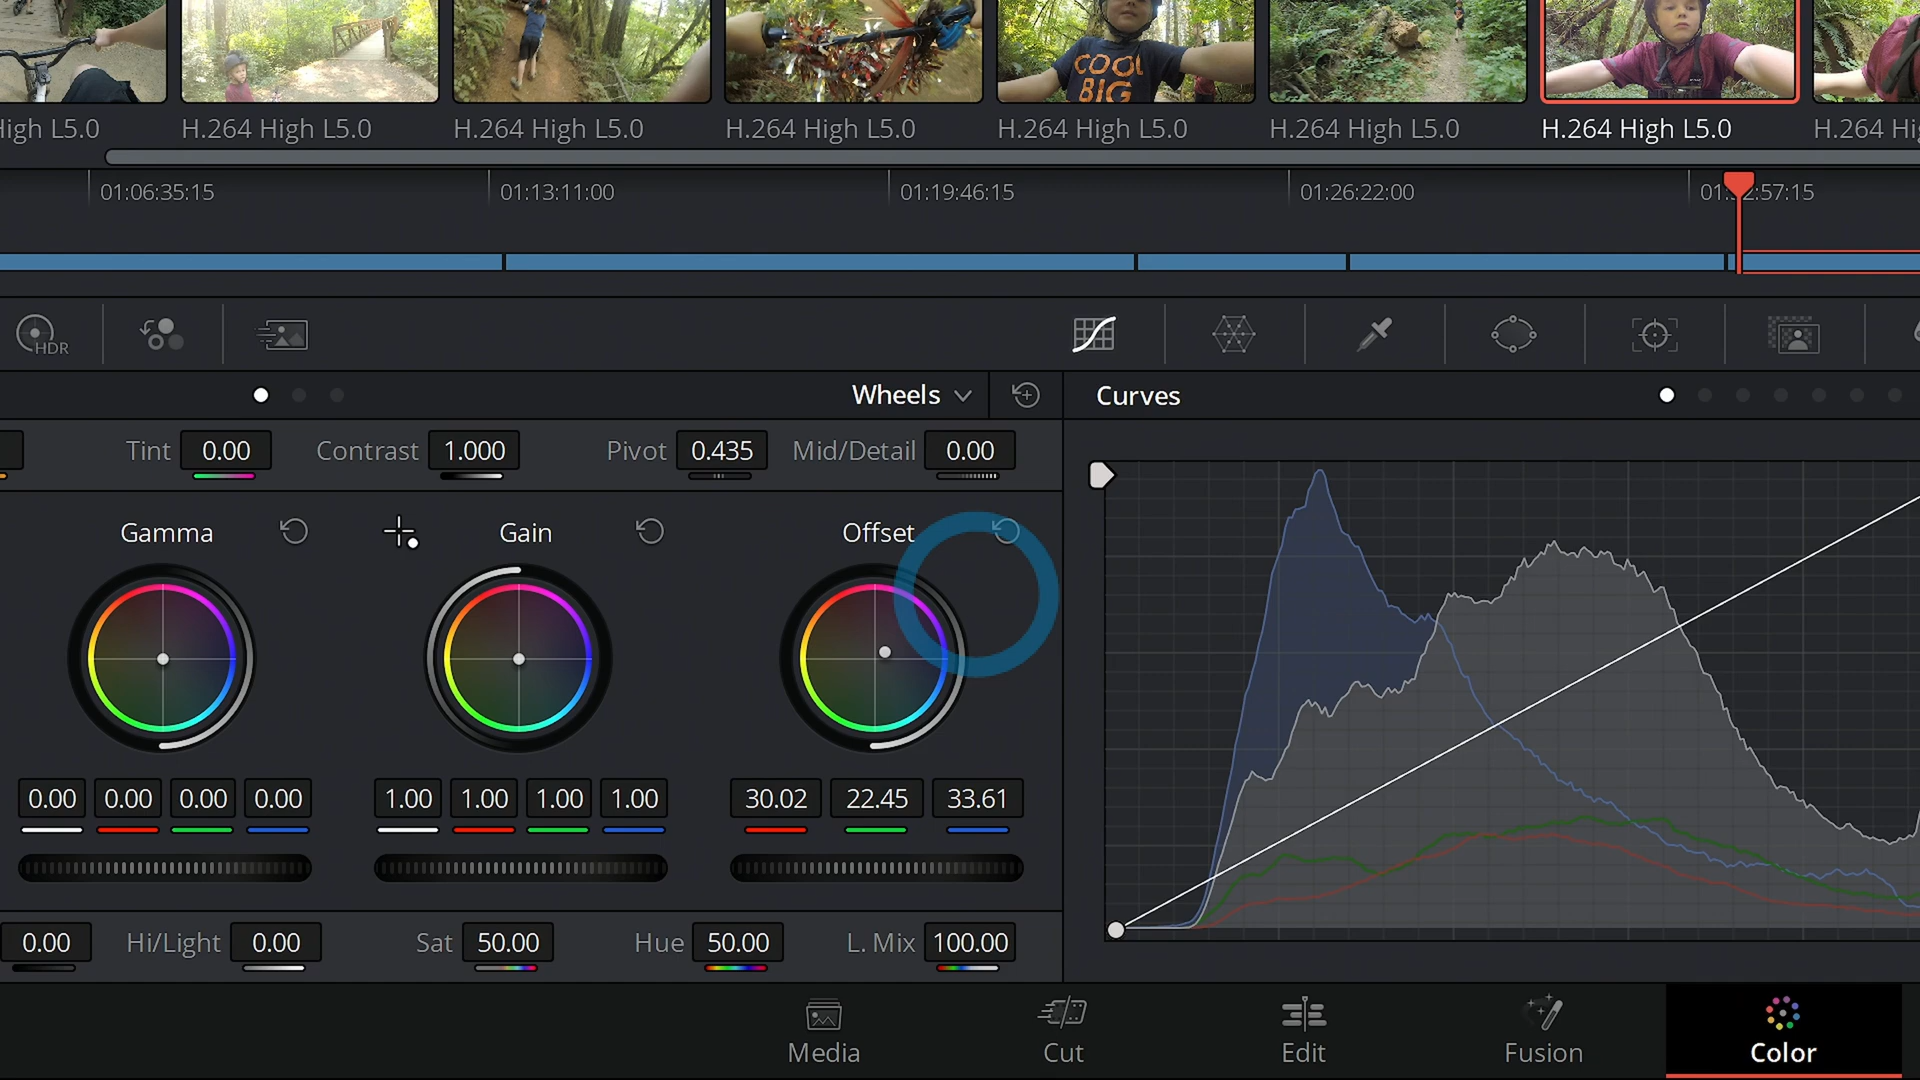 COOL
BIG
High L5.0
H.264 High L5.0
H.264 High L5.0
H.264 High L5.0
H.264 High L5.0
H.264 High L5.0
H.264 High L5.0
H.264 Hi
01:06:35:15
01:13:11:00
01:19:46:15
01:26:22:00
HDR
Wheels
Curves
Tint 0.00
Contrast 1.000
Pivot 0.435
Mid/Detail 0.00
Gamma
Gain
Offset
0.00 0.00 0.00 0.00
1.00 1.00 1.00 1.00
30.02 22.45 33.61
0.00
Hi/Light 0.00
Sat 50.00
Hue 50.00
L. Mix 100.00
Media
Cut
Edit
Fusion
Color